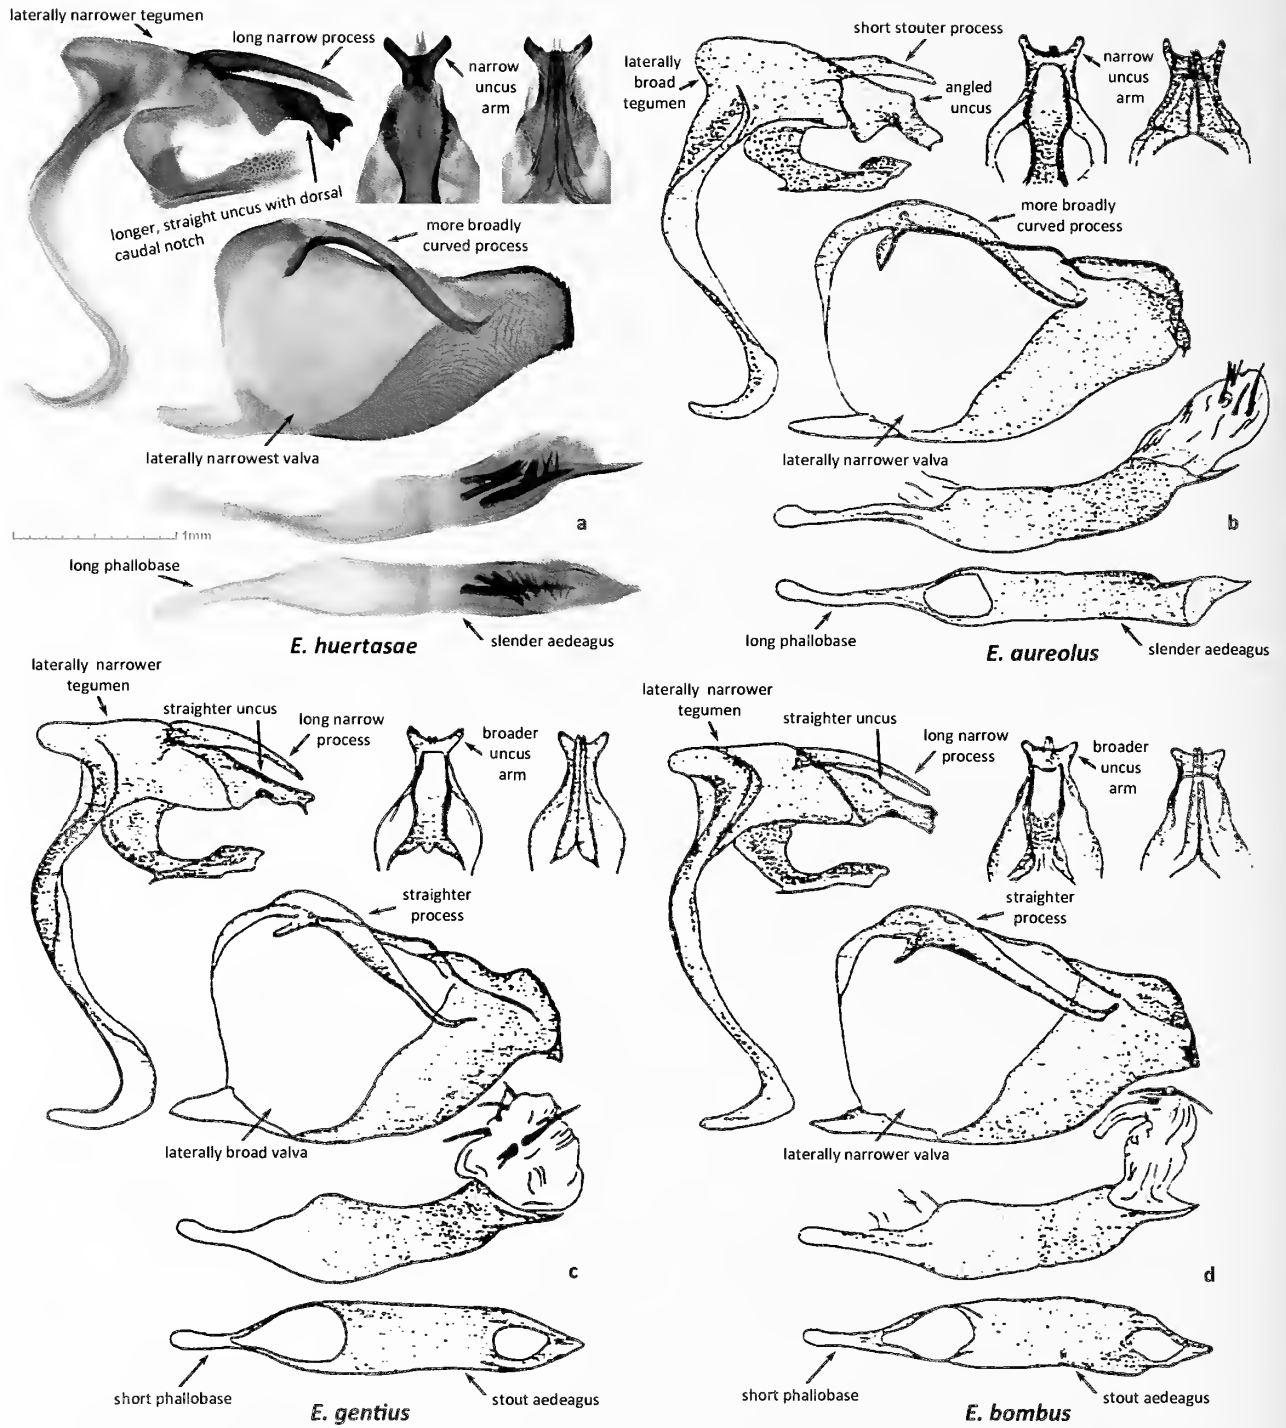 laterally narrower tegumen
long narrow process
narrow
uncus
arm
longer, straight uncus with dorsal
caudal notch
more broadly
curved process
laterally narrowest valva
a
1mm
long phallobase
slender aedeagus
E. huertasae
short stouter process
laterally
broad
tegumen
angled
uncus
narrow
uncus
arm
more broadly
curved process
laterally narrower valva
b
long phallobase
slender aedeagus
E. aureolus
laterally narrower
tegumen
straighter uncus
long narrow
process
broader
uncus
arm
straighter
process
laterally broad valva
c
short phallobase
stout aedeagus
E. gentius
laterally narrower
tegumen
straighter uncus
long narrow
process
broader
uncus
arm
straighter
process
laterally narrower valva
d
short phallobase
stout aedeagus
E. bombus